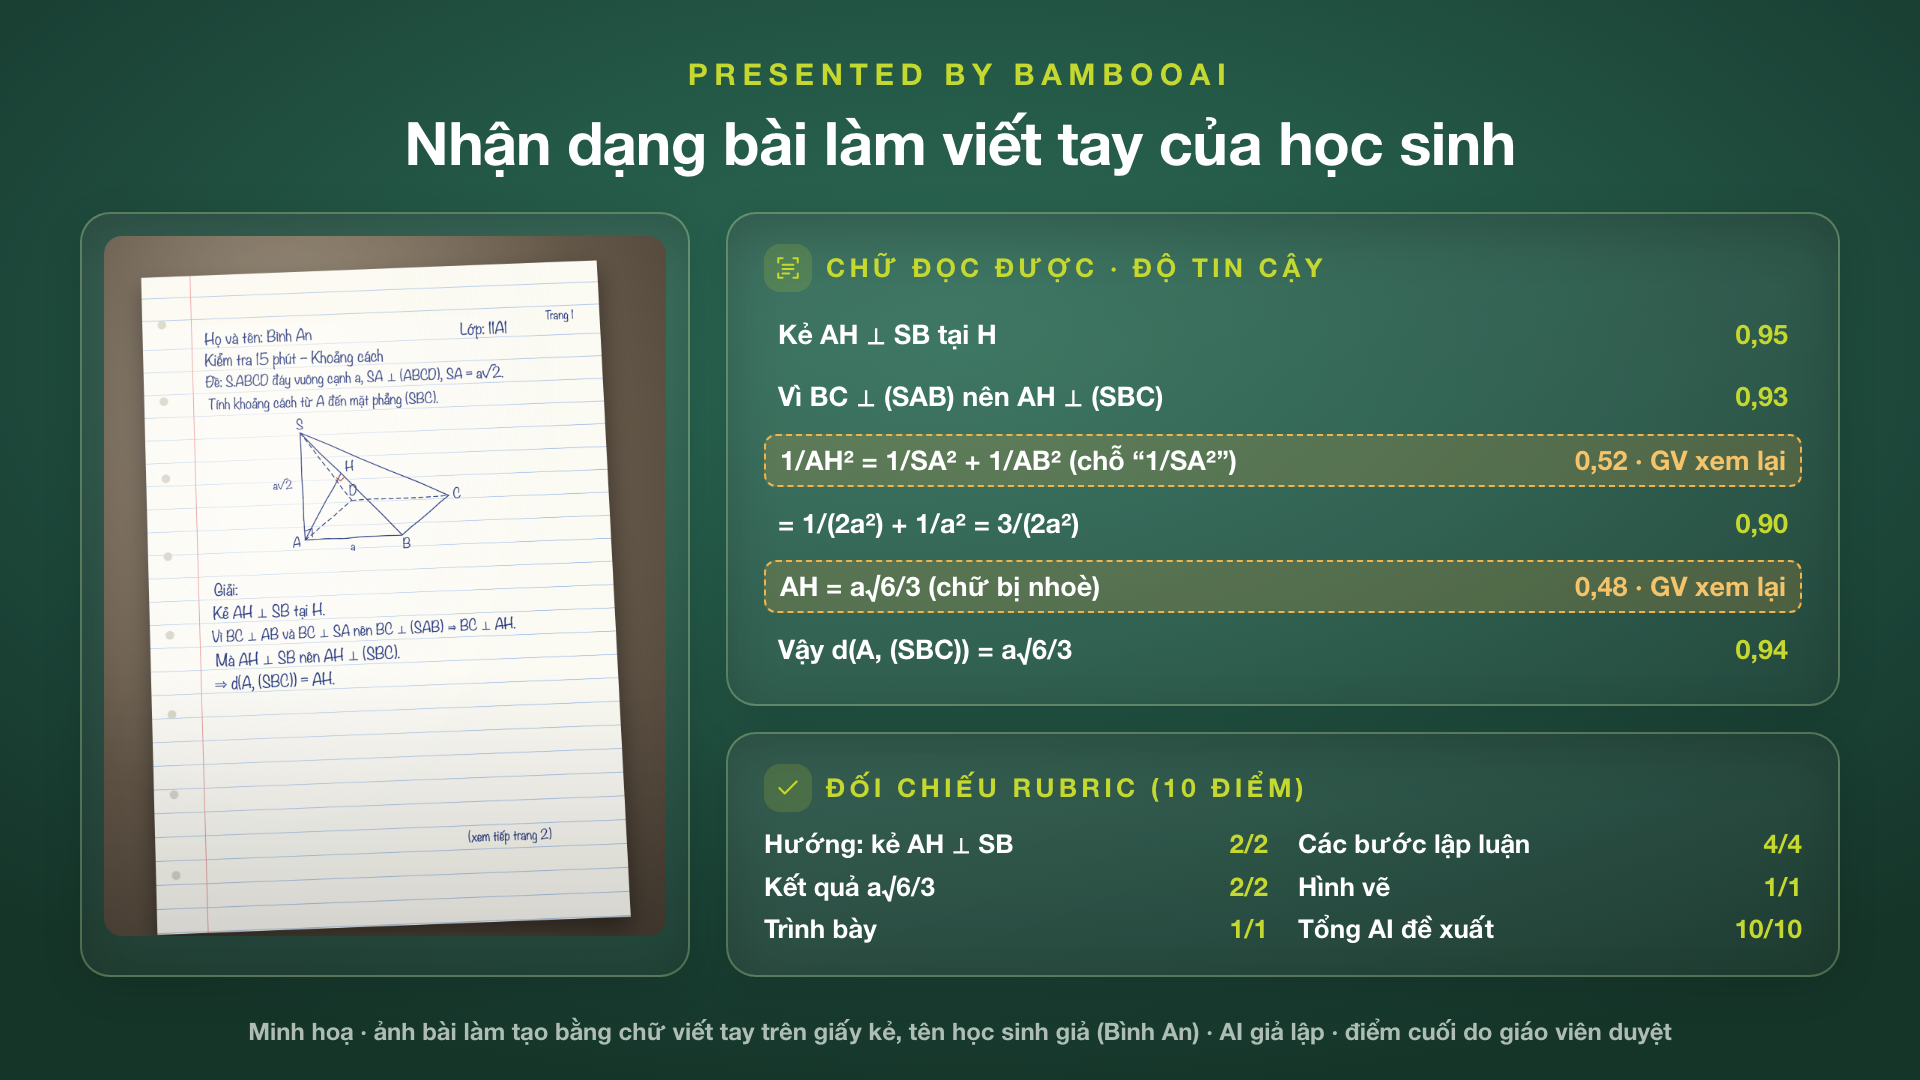 PRESENTED BY BAMBOOAI
Nhận dạng bài làm viết tay của học sinh
Trang 1
Họ và tên: Bình An Lớp: 11A1
Kiểm tra 15 phút – Khoảng cách
Đề: S.ABCD đáy vuông cạnh a, SA ⊥ (ABCD), SA = a√2.
Tính khoảng cách từ A đến mặt phẳng (SBC).
S
H
a√2
D
C
A
a
B
Giải:
Kẻ AH ⊥ SB tại H.
Vì BC ⊥ AB và BC ⊥ SA nên BC ⊥ (SAB) ⇒ BC ⊥ AH.
Mà AH ⊥ SB nên AH ⊥ (SBC).
⇒ d(A, (SBC)) = AH.
(xem tiếp trang 2)
CHỮ ĐỌC ĐƯỢC · ĐỘ TIN CẬY
Kẻ AH ⊥ SB tại H 0,95
Vì BC ⊥ (SAB) nên AH ⊥ (SBC) 0,93
1/AH² = 1/SA² + 1/AB² (chỗ “1/SA²”) 0,52 · GV xem lại
= 1/(2a²) + 1/a² = 3/(2a²) 0,90
AH = a√6/3 (chữ bị nhoè) 0,48 · GV xem lại
Vậy d(A, (SBC)) = a√6/3 0,94
ĐỐI CHIẾU RUBRIC (10 ĐIỂM)
Hướng: kẻ AH ⊥ SB 2/2 Các bước lập luận 4/4
Kết quả a√6/3 2/2 Hình vẽ 1/1
Trình bày 1/1 Tổng AI đề xuất 10/10
Minh hoạ · ảnh bài làm tạo bằng chữ viết tay trên giấy kẻ, tên học sinh giả (Bình An) · AI giả lập · điểm cuối do giáo viên duyệt